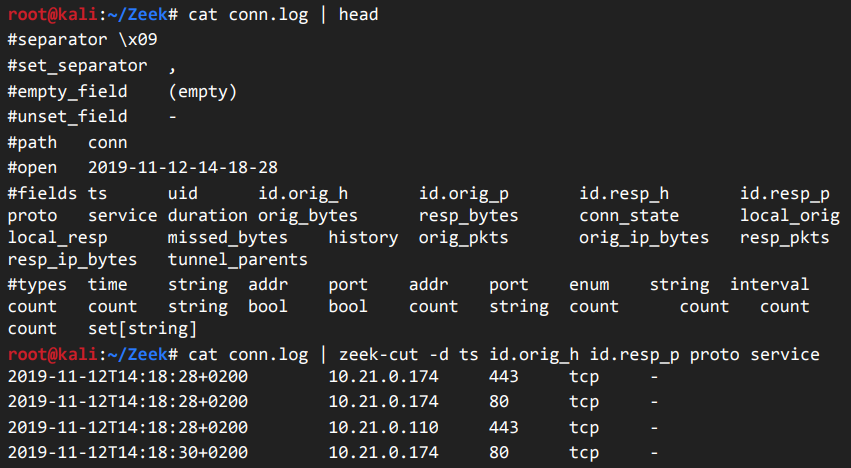 root@kali:~/Zeek# cat conn.log | head
#separator \x09
#set_separator ,
#empty_field (empty)
#unset_field -
#path conn
#open 2019-11-12-14-18-28
#fields ts uid id.orig_h id.orig_p id.resp_h id.resp_p
proto service duration orig_bytes resp_bytes conn_state local_orig
local_resp missed_bytes history orig_pkts orig_ip_bytes resp_pkts
resp_ip_bytes tunnel_parents
#types time string addr port addr port enum string interval
count count string bool bool count string count count count
count set[string]
root@kali:~/Zeek# cat conn.log | zeek-cut -d ts id.orig_h id.resp_p proto service
2019-11-12T14:18:28+0200 10.21.0.174 443 tcp -
2019-11-12T14:18:28+0200 10.21.0.174 80 tcp -
2019-11-12T14:18:28+0200 10.21.0.110 443 tcp -
2019-11-12T14:18:30+0200 10.21.0.174 80 tcp -